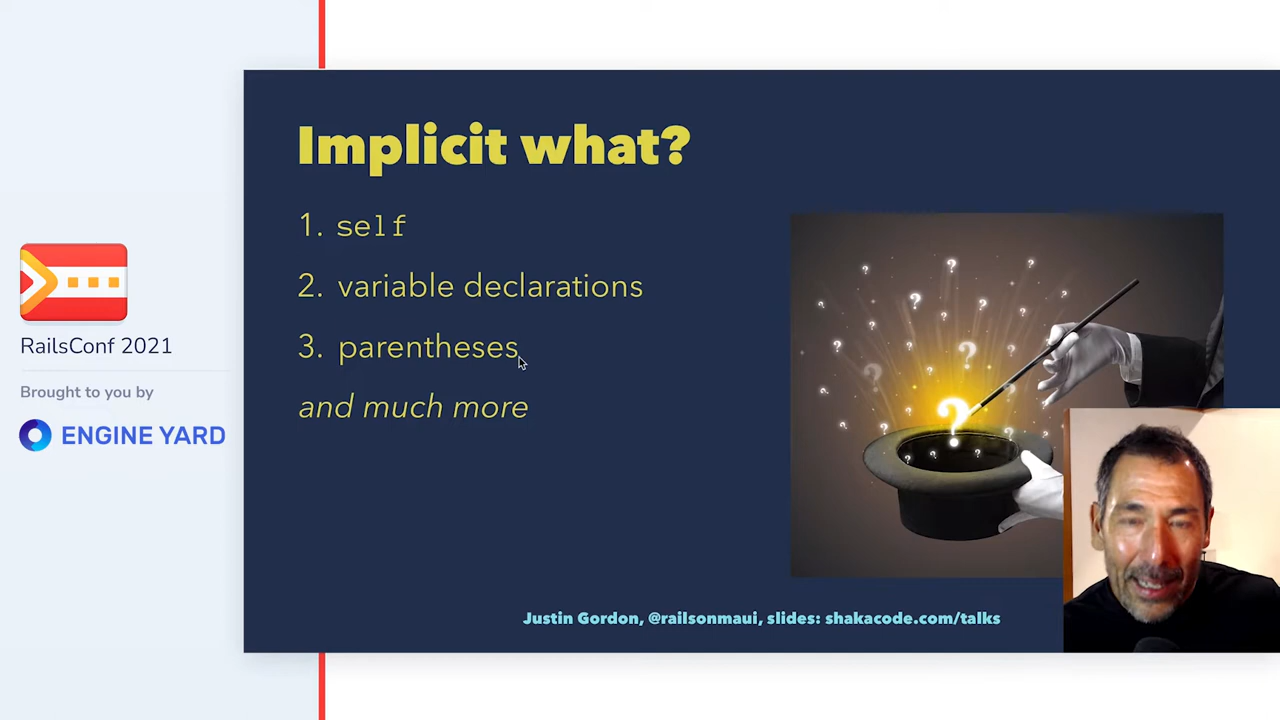 Implicit what?
1. self
2. variable declarations
3. parentheses
and much more
RailsConf 2021
Brought to you by
ENGINE YARD
Justin Gordon, @railsonmaui, slides: shakacode.com/talks